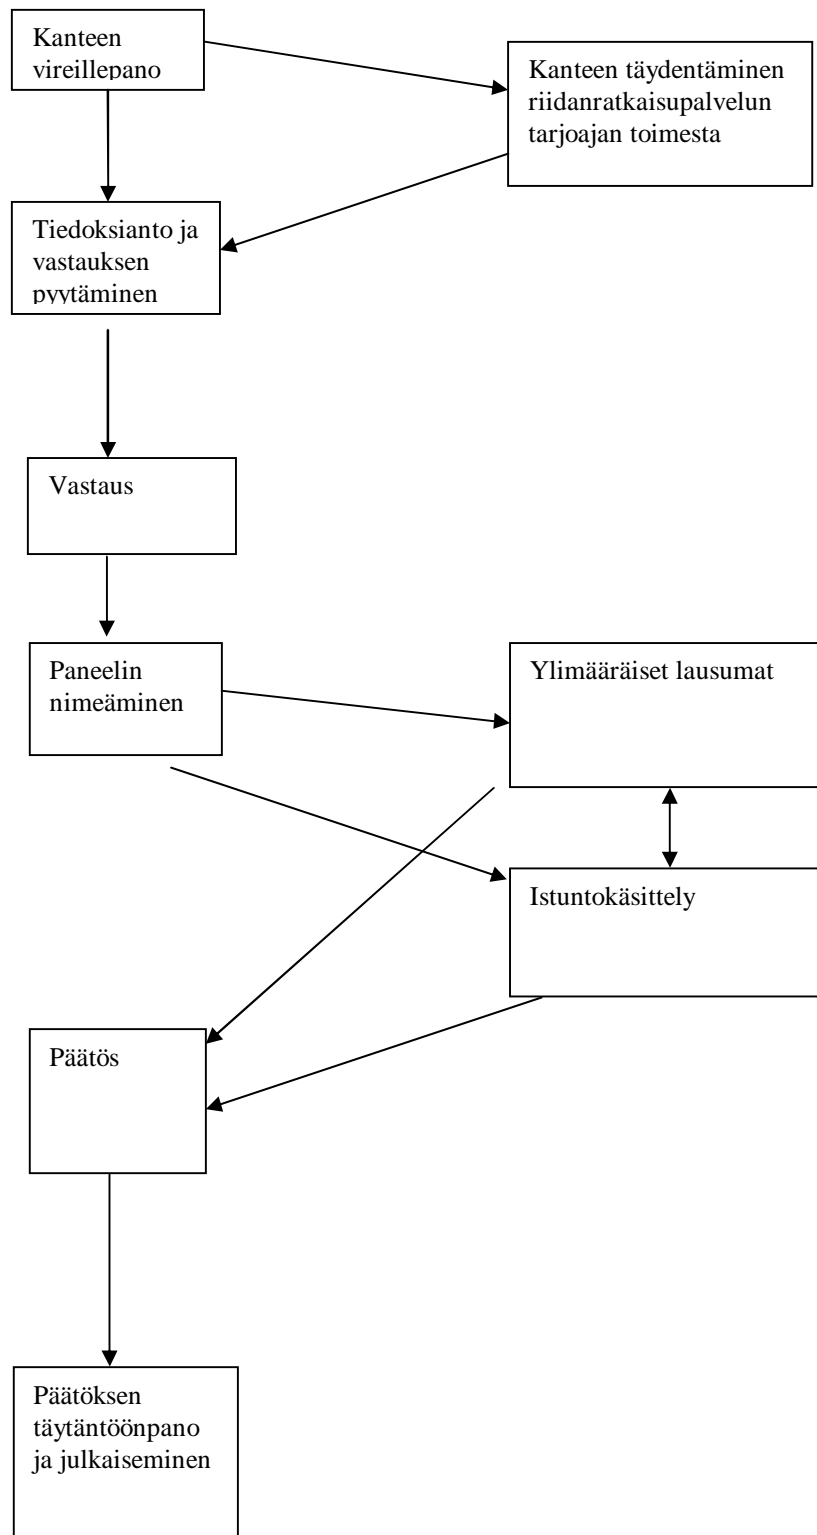 Kanteen
vireillepano
Kanteen täydentäminen
riidanratkaisupalvelun
tarjoajan toimesta
Tiedoksianto ja
vastauksen
pyytäminen
Vastaus
Paneelin
nimeäminen
Ylimääräiset lausumat
Istuntokäsittely
Päätös
Päätöksen
täytäntöönpano
ja julkaiseminen